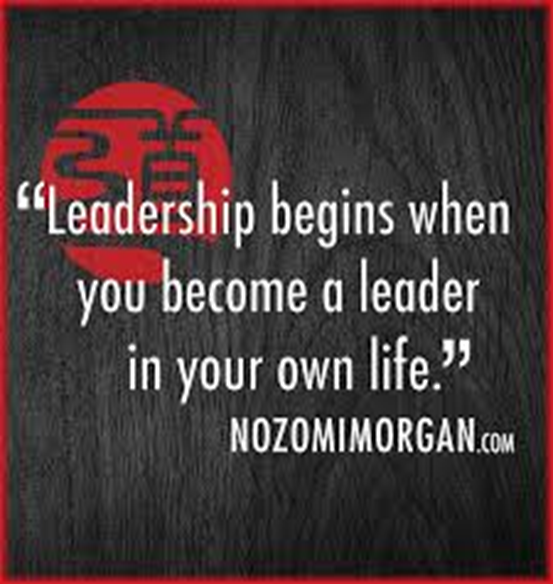 “Leadership begins when
you become a leader
in your own life.”
NOZOMIMORGAN.COM